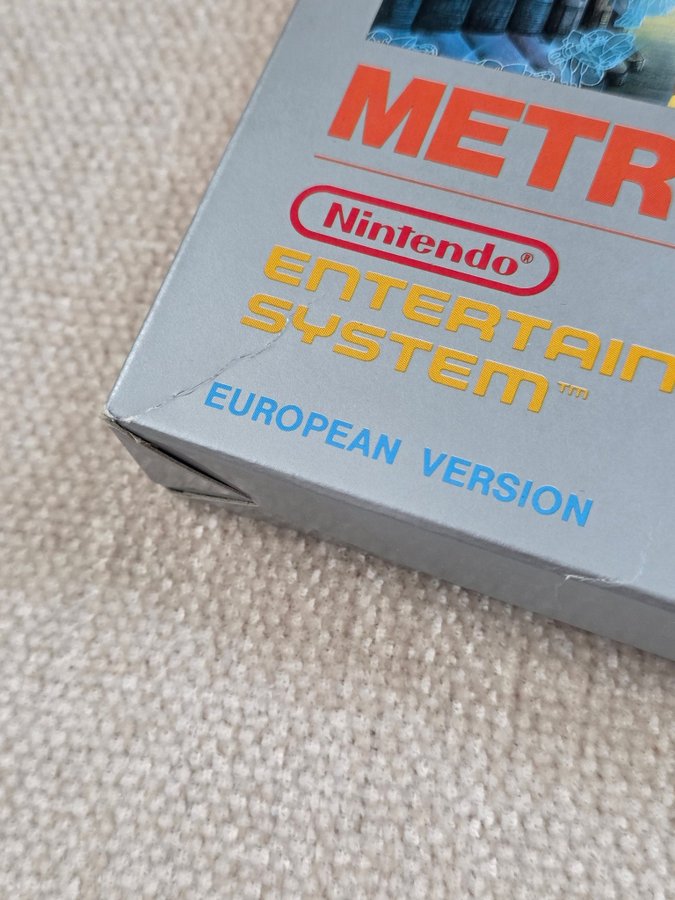 METR
Nintendo®
ENTERTAIN
SYSTEM™
EUROPEAN VERSION